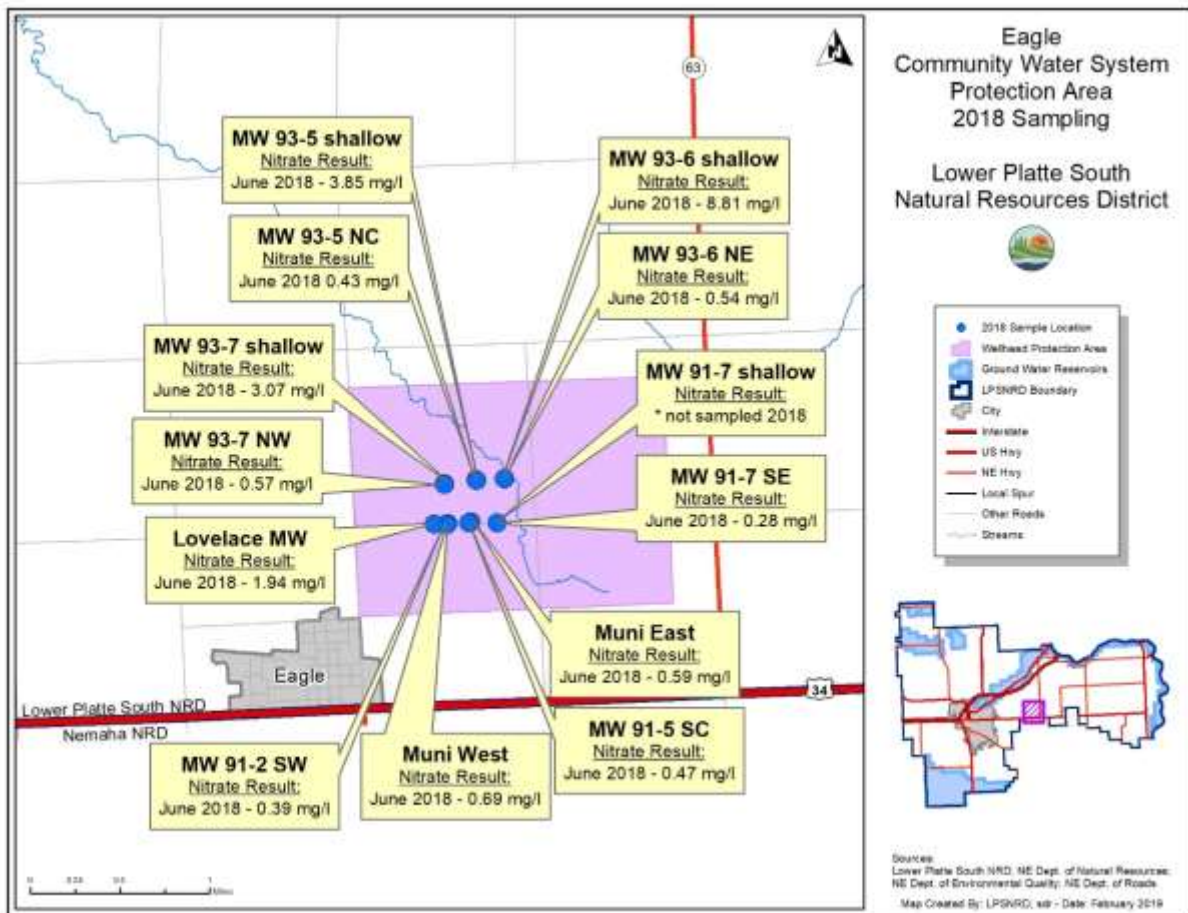 Eagle
Community Water System
Protection Area
2018 Sampling
Lower Platte South
Natural Resources District
63
MW 93-5 shallow
Nitrate Result:
June 2018 - 3.85 mg/l
MW 93-6 shallow
Nitrate Result:
June 2018 - 8.81 mg/l
MW 93-5 NC
Nitrate Result:
June 2018 0.43 mg/l
MW 93-6 NE
Nitrate Result:
June 2018 - 0.54 mg/l
MW 93-7 shallow
Nitrate Result:
June 2018 - 3.07 mg/l
MW 91-7 shallow
Nitrate Result:
* not sampled 2018
MW 93-7 NW
Nitrate Result:
June 2018 - 0.57 mg/l
MW 91-7 SE
Nitrate Result:
June 2018 - 0.28 mg/l
Lovelace MW
Nitrate Result:
June 2018 - 1.94 mg/l
Muni East
Nitrate Result:
June 2018 - 0.59 mg/l
Eagle
34
Lower Platte South NRD
Nemaha NRD
MW 91-2 SW
Nitrate Result:
June 2018 - 0.39 mg/l
Muni West
Nitrate Result:
June 2018 - 0.69 mg/l
MW 91-5 SC
Nitrate Result:
June 2018 - 0.47 mg/l
0 0.25 0.5 1
Miles
2018 Sample Location
Wellhead Protection Area
Ground Water Reservoirs
LPSNRD Boundary
City
Interstate
US Hwy
NE Hwy
Local Spur
Other Roads
Streams
Sources:
Lower Platte South NRD; NE Dept. of Natural Resources;
NE Dept. of Environmental Quality; NE Dept. of Roads
Map Created By: LPSNRD; sdr - Date: February 2019